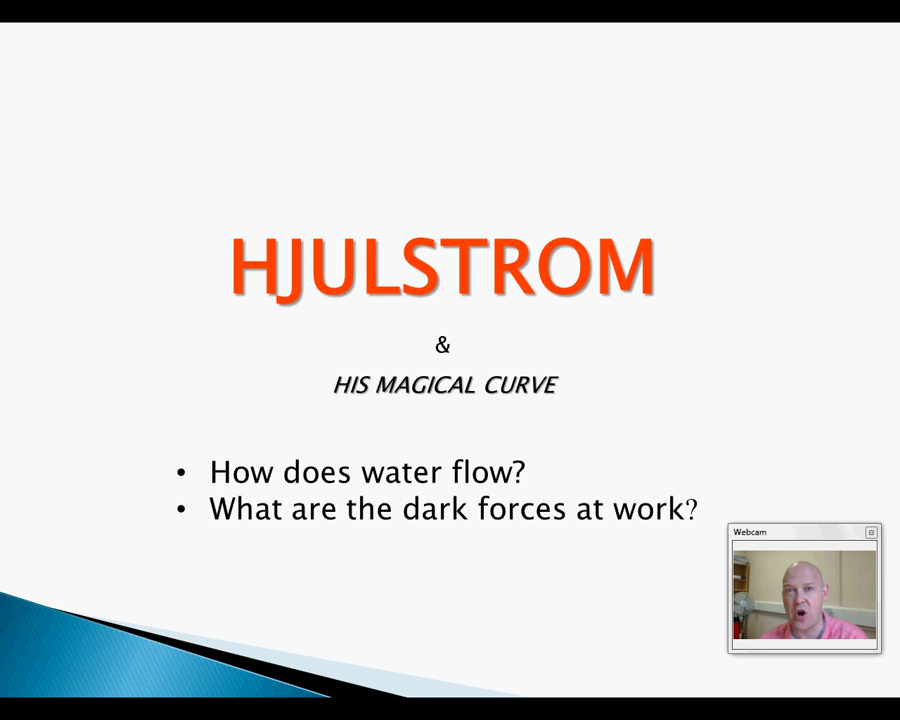 HJULSTROM
&
HIS MAGICAL CURVE
• How does water flow?
• What are the dark forces at work?
Webcam